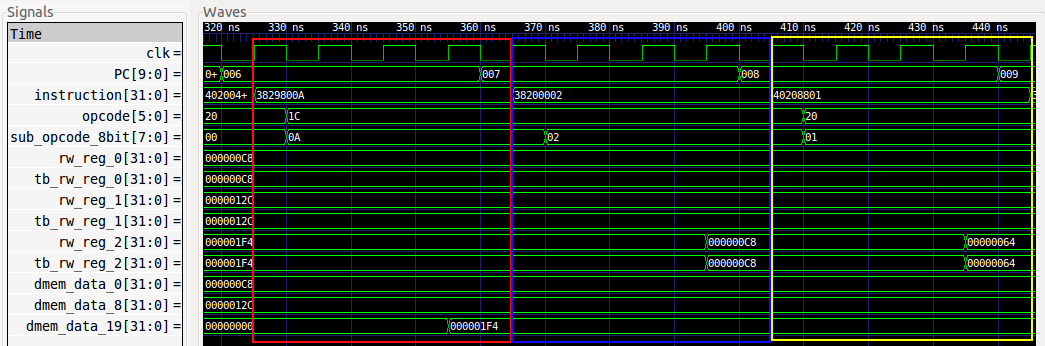 Signals Waves
Time 320 ns 330 ns 340 ns 350 ns 360 ns 370 ns 380 ns 390 ns 400 ns 410 ns 420 ns 430 ns 440 ns
clk =
PC[9:0] = 0+ 006 007 008 009
instruction[31:0] = 402004+ 3829800A 38200002 40208801
opcode[5:0] = 20 1C 20
sub_opcode_8bit[7:0] = 00 0A 02 01
rw_reg_0[31:0] = 000000C8
tb_rw_reg_0[31:0] = 000000C8
rw_reg_1[31:0] = 0000012C
tb_rw_reg_1[31:0] = 0000012C
rw_reg_2[31:0] = 000001F4 000000C8 00000064
tb_rw_reg_2[31:0] = 000001F4 000000C8 00000064
dmem_data_0[31:0] = 000000C8
dmem_data_8[31:0] = 0000012C
dmem_data_19[31:0] = 00000000 000001F4